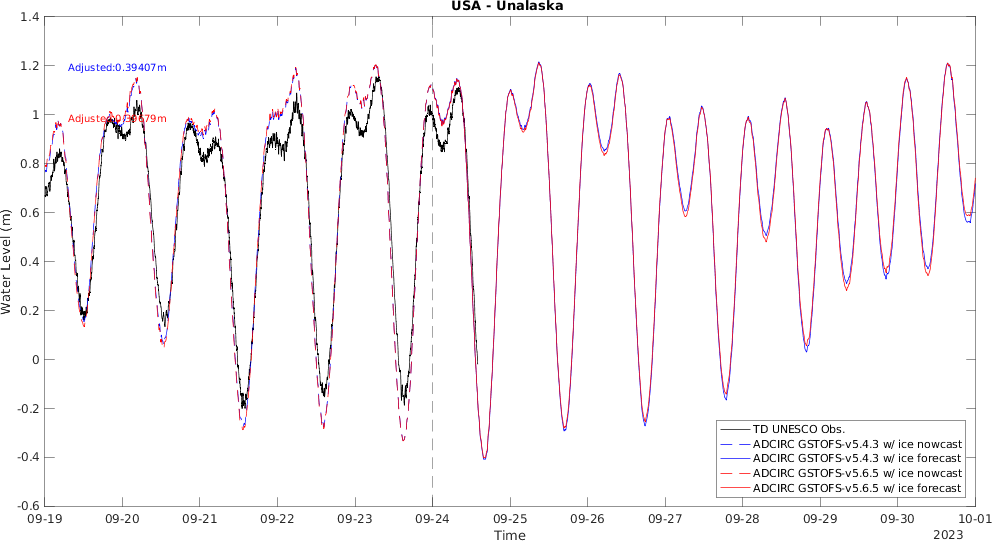 USA - Unalaska
1.4
1.2
1
0.8
0.6
0.4
0.2
0
-0.2
-0.4
-0.6
Water Level (m)
Adjusted:0.39407m
09-19
09-20
09-21
09-22
09-23
09-24
09-25
09-26
09-27
09-28
09-29
09-30
10-01
Time
2023
TD UNESCO Obs.
ADCIRC GSTOFS-v5.4.3 w/ ice nowcast
ADCIRC GSTOFS-v5.4.3 w/ ice forecast
ADCIRC GSTOFS-v5.6.5 w/ ice nowcast
ADCIRC GSTOFS-v5.6.5 w/ ice forecast